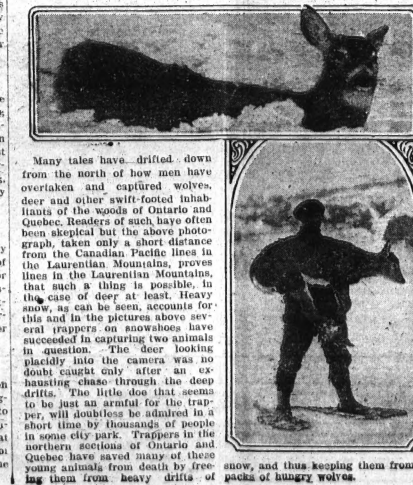 Many tales have drifted down
from the north of how men have
overtaken and captured wolves,
deer and other swift-footed inhab-
itants of the woods of Ontario and
Quebec. Readers of such have often
been skepical but the above photo-
graph, taken only a short distance
from the Canadian Pacific lines in
the Laurentian Mountains, proves
lines in the Laurentian Mountains,
that such a thing is possible, in
the case of deer at least. Heavy
snow, as can be seen, accounts for
this and in the pictures above sev-
eral trappers on snowshoes have
succeeded in capturing two animals
in question. The deer looking
placidly into the camera was no
doubt caught only after an ex-
hausting chase through the deep
drifts. The little doe that seems
to be just an armful for the trap-
per, will doubtless be admired in a
short time by thousands of people
in some city park. Trappers in the
northern sections of Ontario and
Quebec have saved many of these
young animals from death by free-
ing them from heavy drifts of
snow, and thus keeping them from
packs of hungry wolves.